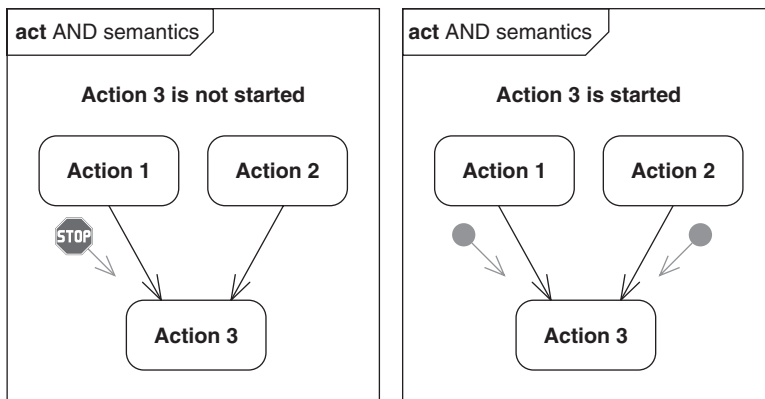 act AND semantics
Action 3 is not started
Action 1
Action 2
STOP
Action 3
act AND semantics
Action 3 is started
Action 1
Action 2
Action 3